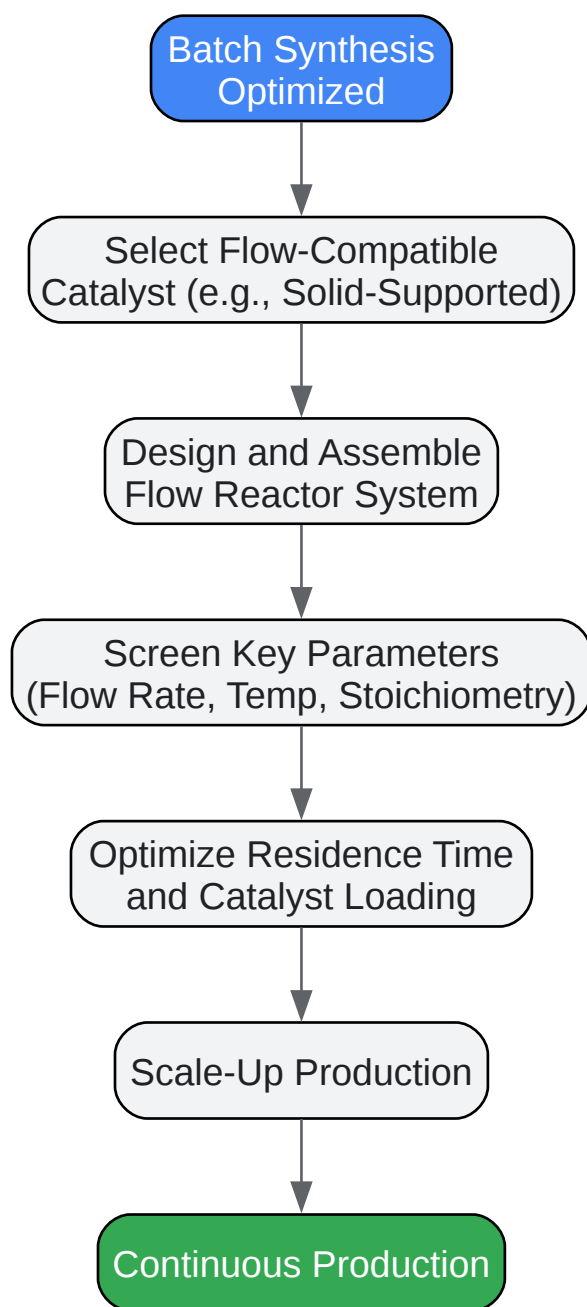 Batch Synthesis
Optimized
Select Flow-Compatible
Catalyst (e.g., Solid-Supported)
Design and Assemble
Flow Reactor System
Screen Key Parameters
(Flow Rate, Temp, Stoichiometry)
Optimize Residence Time
and Catalyst Loading
Scale-Up Production
Continuous Production